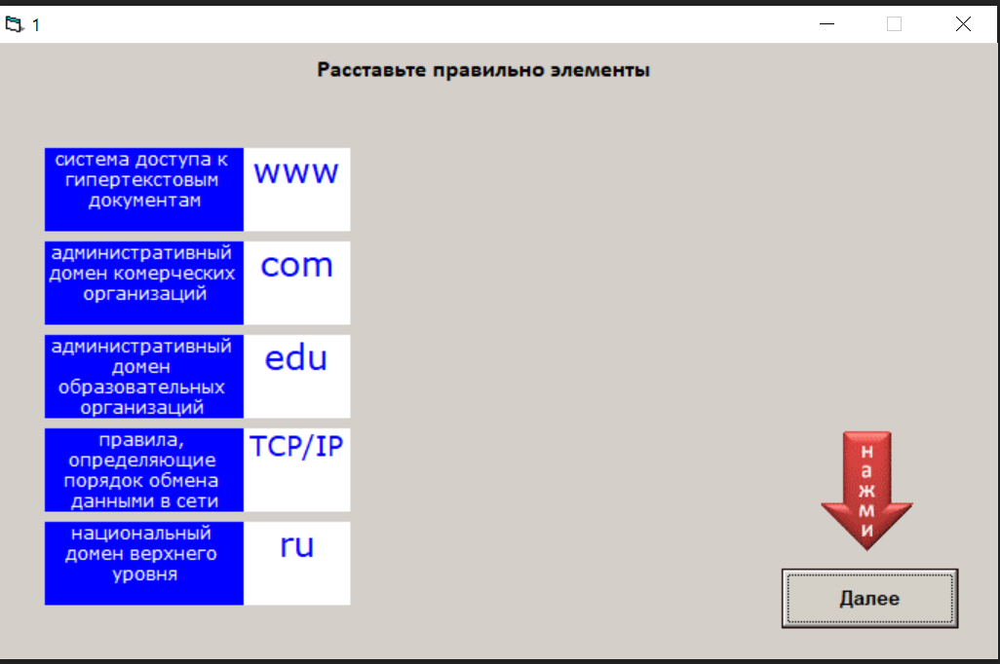 1
Расставьте правильно элементы
система доступа к
гипертекстовым
документам
www
административный
домен комерческих
организаций
com
административный
домен
образовательных
организаций
edu
правила,
определяющие
порядок обмена
данными в сети
TCP/IP
национальный
домен верхнего
уровня
ru
нажми
Далее